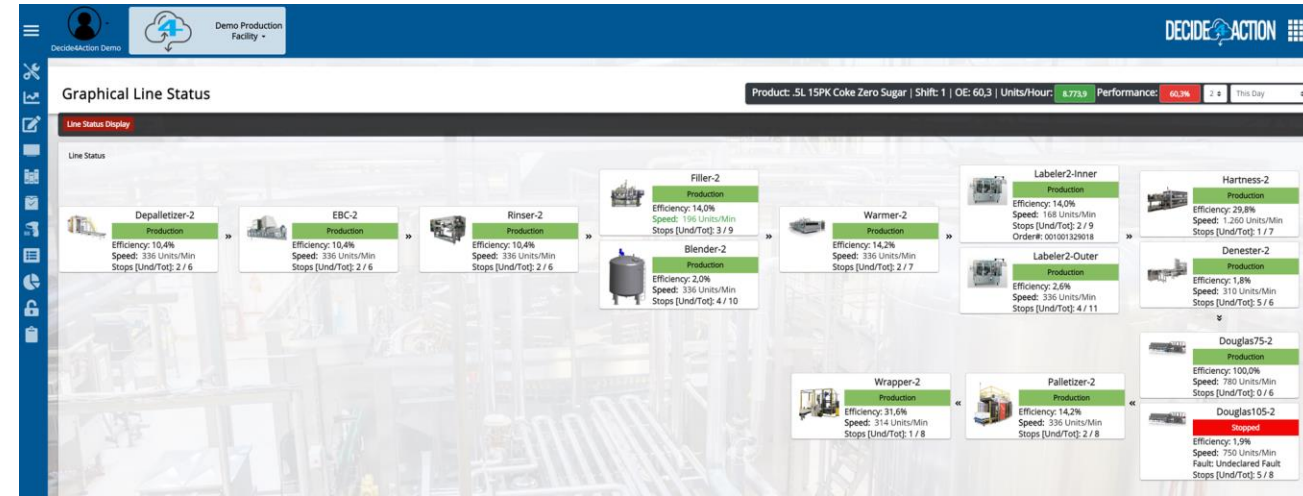 Decide4Action Demo
4
Demo Production
Facility
DECIDE 4 ACTION
Graphical Line Status
Product: .5L 15PK Coke Zero Sugar | Shift: 1 | OE: 60,3 | Units/Hour: 8.773,9 Performance: 60,3% 2 This Day
Line Status Display
Line Status
Depalletizer-2
Production
Efficiency: 10,4%
Speed: 336 Units/Min
Stops [Und/Tot]: 2 / 6
»
EBC-2
Production
Efficiency: 10,4%
Speed: 336 Units/Min
Stops [Und/Tot]: 2 / 6
»
Rinser-2
Production
Efficiency: 10,4%
Speed: 336 Units/Min
Stops [Und/Tot]: 2 / 6
»
Filler-2
Production
Efficiency: 14,0%
Speed: 196 Units/Min
Stops [Und/Tot]: 3 / 9
Blender-2
Production
Efficiency: 2,0%
Speed: 336 Units/Min
Stops [Und/Tot]: 4 / 10
»
Warmer-2
Production
Efficiency: 14,2%
Speed: 336 Units/Min
Stops [Und/Tot]: 2 / 7
»
Labeler2-Inner
Production
Efficiency: 14,0%
Speed: 168 Units/Min
Stops [Und/Tot]: 2 / 9
Order#: 001001329018
Labeler2-Outer
Production
Efficiency: 2,6%
Speed: 336 Units/Min
Stops [Und/Tot]: 4 / 11
»
Hartness-2
Production
Efficiency: 29,8%
Speed: 1.260 Units/Min
Stops [Und/Tot]: 1 / 7
Denester-2
Production
Efficiency: 1,8%
Speed: 310 Units/Min
Stops [Und/Tot]: 5 / 6
Douglas75-2
Production
Efficiency: 100,0%
Speed: 780 Units/Min
Stops [Und/Tot]: 0 / 6
Douglas105-2
Stopped
Efficiency: 1,9%
Speed: 750 Units/Min
Fault: Undeclared Fault
Stops [Und/Tot]: 5 / 8
«
Palletizer-2
Production
Efficiency: 14,2%
Speed: 336 Units/Min
Stops [Und/Tot]: 2 / 8
«
Wrapper-2
Production
Efficiency: 31,6%
Speed: 314 Units/Min
Stops [Und/Tot]: 1 / 8